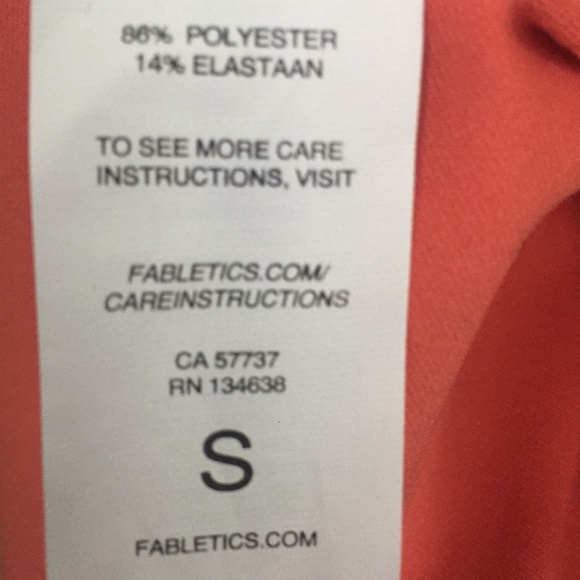 86% POLYESTER
14% ELASTAAN
TO SEE MORE CARE
INSTRUCTIONS, VISIT
FABLETICS.COM/
CAREINSTRUCTIONS
CA 57737
RN 134638
S
FABLETICS.COM